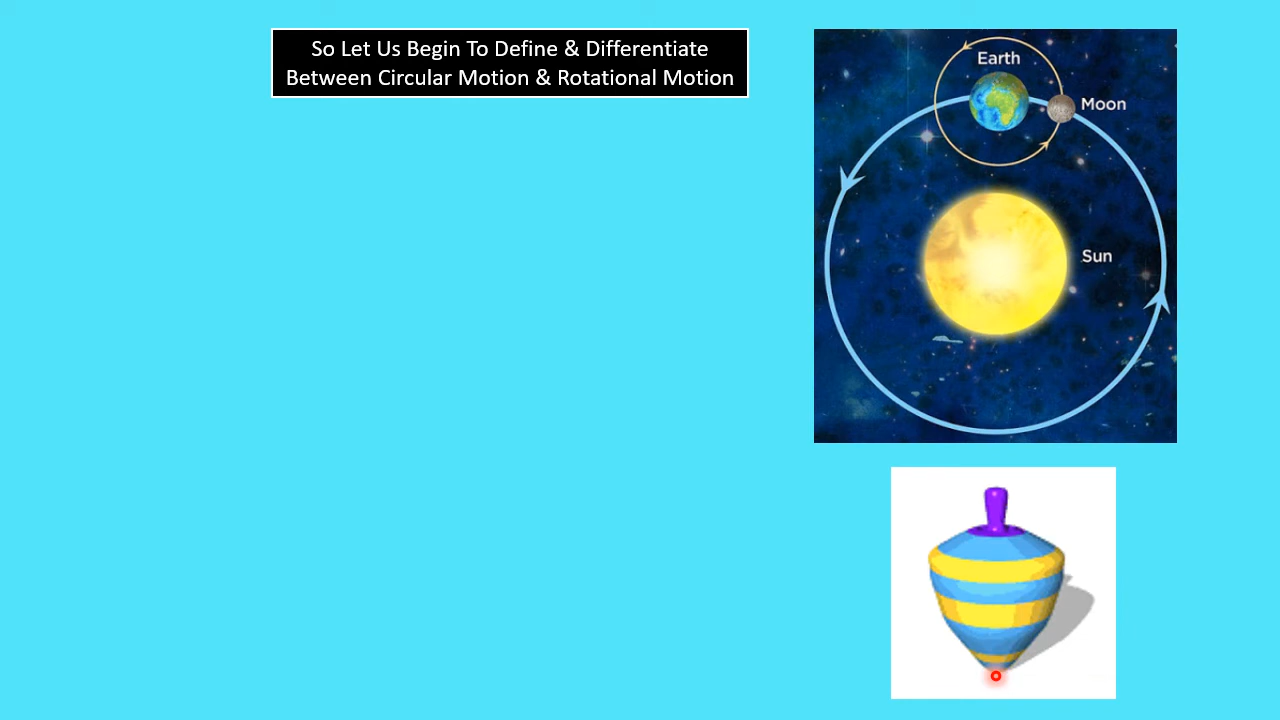 So Let Us Begin To Define & Differentiate
Between Circular Motion & Rotational Motion
Earth
Moon
Sun